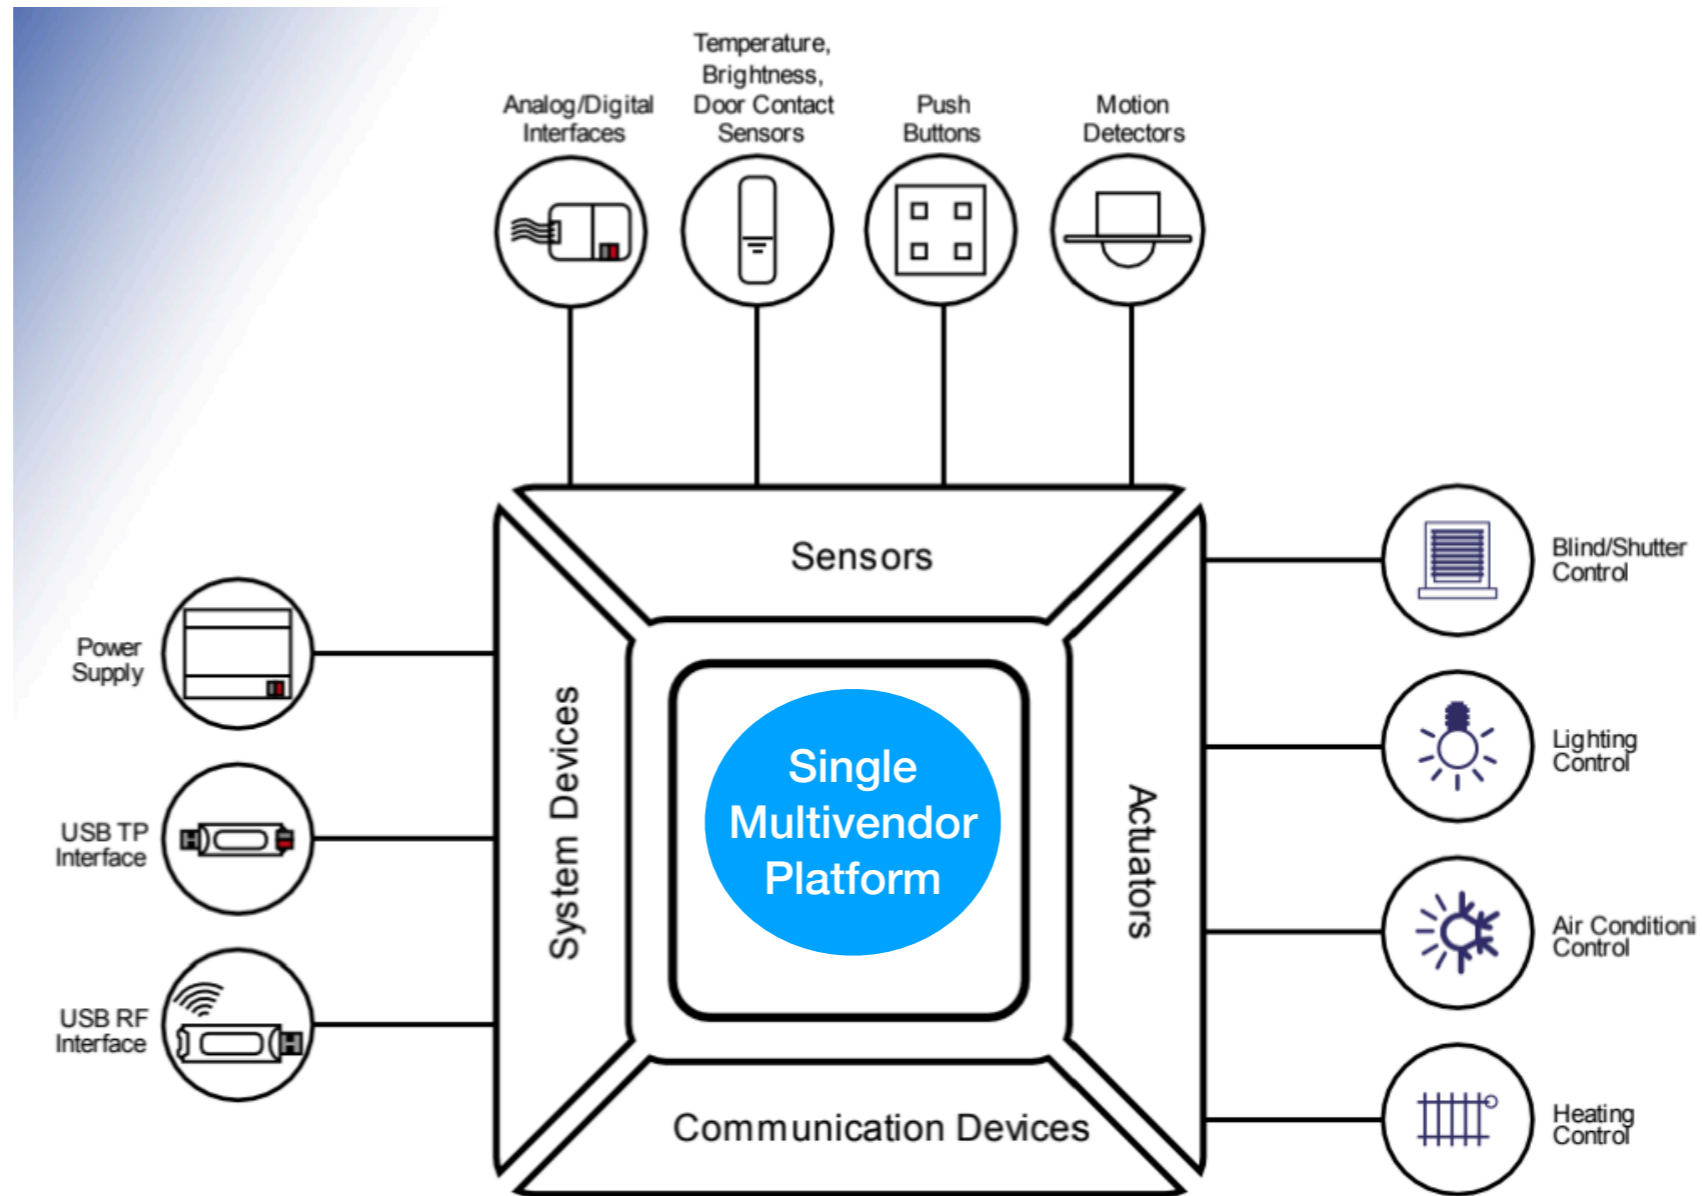 Temperature,
Brightness,
Door Contact
Sensors
Analog/Digital
Interfaces
Push
Buttons
Motion
Detectors
Sensors
Blind/Shutter
Control
Power
Supply
Lighting
Control
System Devices
Single
Multivendor
Platform
Actuators
USB TP
Interface
Air Conditioni
Control
USB RF
Interface
Communication Devices
Heating
Control